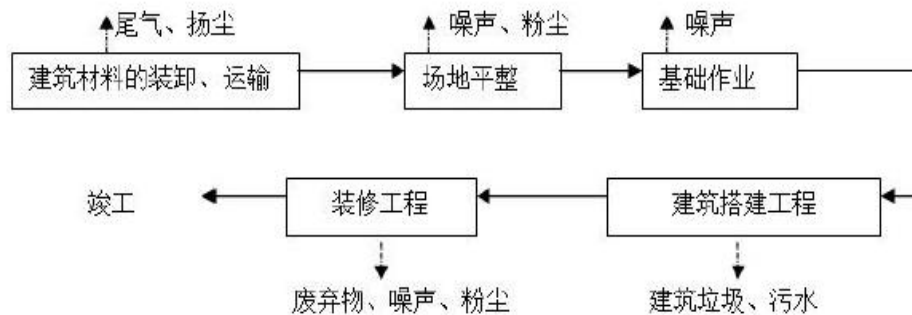 尾气、扬尘
噪声、粉尘
噪声
建筑材料的装卸、运输
场地平整
基础作业
竣工
装修工程
建筑搭建工程
废弃物、噪声、粉尘
建筑垃圾、污水